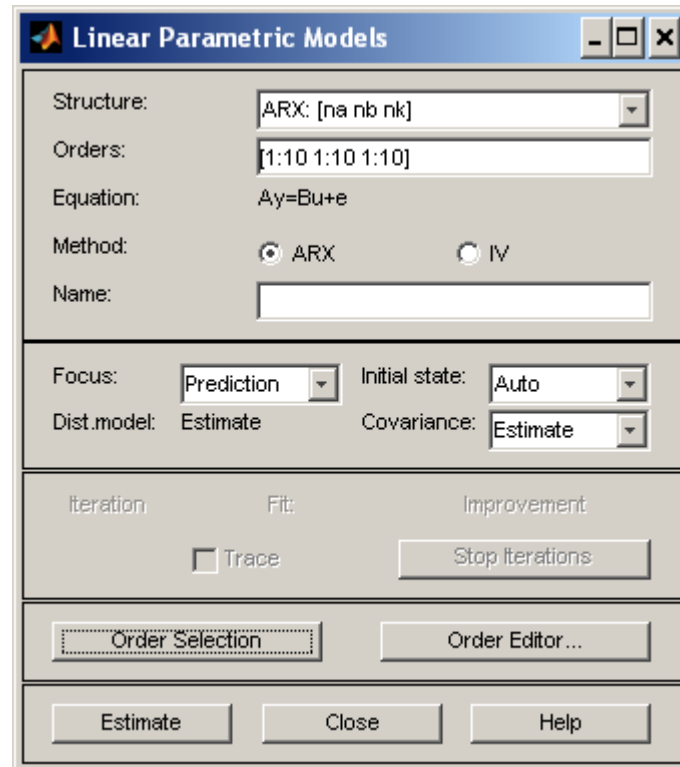 Linear Parametric Models
Structure: ARX: [na nb nk]
Orders: [1:10 1:10 1:10]
Equation: Ay=Bu+e
Method: ARX IV
Name:
Focus: Prediction Initial state: Auto
Dist.model: Estimate Covariance: Estimate
Iteration Fit: Improvement
Trace Stop Iterations
Order Selection Order Editor...
Estimate Close Help